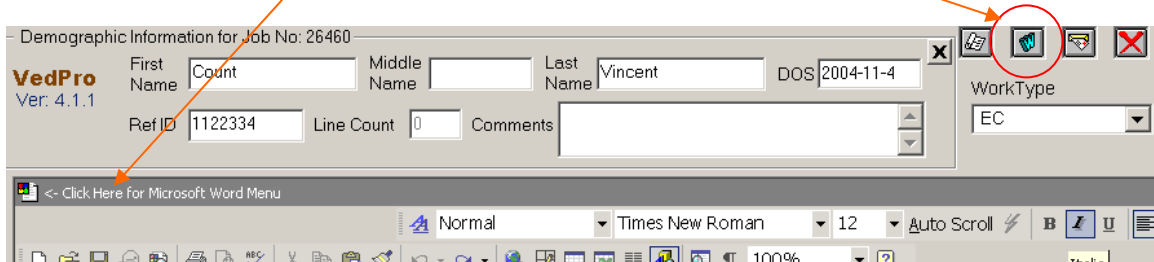 Demographic Information for Job No: 26460
VedPro
Ver: 4.1.1
First Name Count Middle Name Last Name Vincent DOS 2004-11-4
Ref ID 1122334 Line Count 0 Comments
X
WorkType
EC
<- Click Here for Microsoft Word Menu
Normal Times New Roman 12 Auto Scroll B I U
ABC 100% ?
Italic